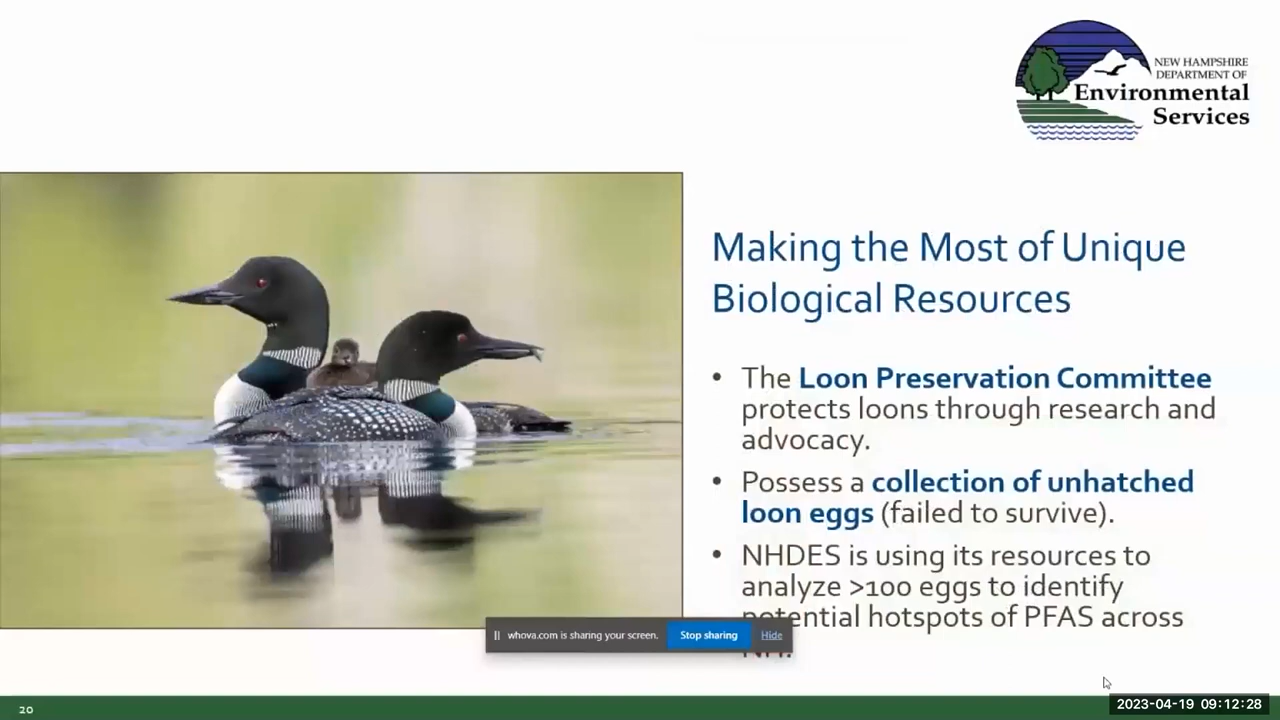 NEW HAMPSHIRE
DEPARTMENT OF
Environmental
Services
Making the Most of Unique
Biological Resources
• The Loon Preservation Committee
protects loons through research and
advocacy.
• Possess a collection of unhatched
loon eggs (failed to survive).
• NHDES is using its resources to
analyze >100 eggs to identify
potential hotspots of PFAS across
NH.
whova.com is sharing your screen. Stop sharing Hide
20
2023-04-19 09:12:28